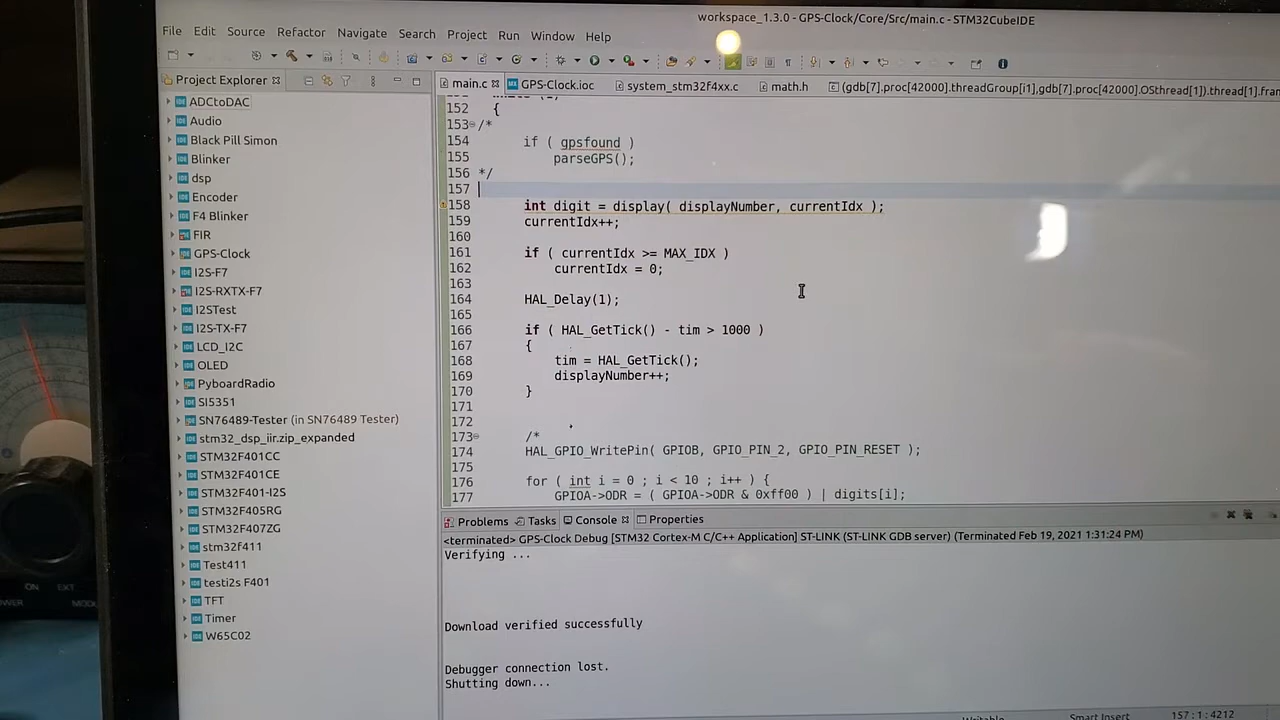 workspace_1.3.0 - GPS-Clock/Core/Src/main.c - STM32CubeIDE
File Edit Source Refactor Navigate Search Project Run Window Help
Project Explorer
main.c GPS-Clock.ioc system_stm32f4xx.c math.h (gdb[7].proc[42000].threadGroup[i1],gdb[7].proc[42000].OSthread[1]).thread[1].fram
ADCtoDAC
Audio
Black Pill Simon
Blinker
dsp
Encoder
F4 Blinker
FIR
GPS-Clock
I2S-F7
I2S-RXTX-F7
I2STest
I2S-TX-F7
LCD_I2C
OLED
PyboardRadio
SI5351
SN76489-Tester (in SN76489 Tester)
stm32_dsp_iir.zip_expanded
STM32F401CC
STM32F401CE
STM32F401-I2S
STM32F405RG
STM32F407ZG
stm32f411
Test411
testi2s F401
TFT
Timer
W65C02
152 {
153 /*
154 if ( gpsfound )
155 parseGPS();
156 */
157
158 int digit = display( displayNumber, currentIdx );
159 currentIdx++;
160
161 if ( currentIdx >= MAX_IDX )
162 currentIdx = 0;
163
164 HAL_Delay(1);
165
166 if ( HAL_GetTick() - tim > 1000 )
167 {
168 tim = HAL_GetTick();
169 displayNumber++;
170 }
171
172
173 /*
174 HAL_GPIO_WritePin( GPIOB, GPIO_PIN_2, GPIO_PIN_RESET );
175
176 for ( int i = 0 ; i < 10 ; i++ ) {
177 GPIOA->ODR = ( GPIOA->ODR & 0xff00 ) | digits[i];
Problems Tasks Console Properties
<terminated> GPS-Clock Debug [STM32 Cortex-M C/C++ Application] ST-LINK (ST-LINK GDB server) (Terminated Feb 19, 2021 1:31:24 PM)
Verifying ...
Download verified successfully
Debugger connection lost.
Shutting down...
Writable Smart Insert 157 : 1 : 4212
ON EXT